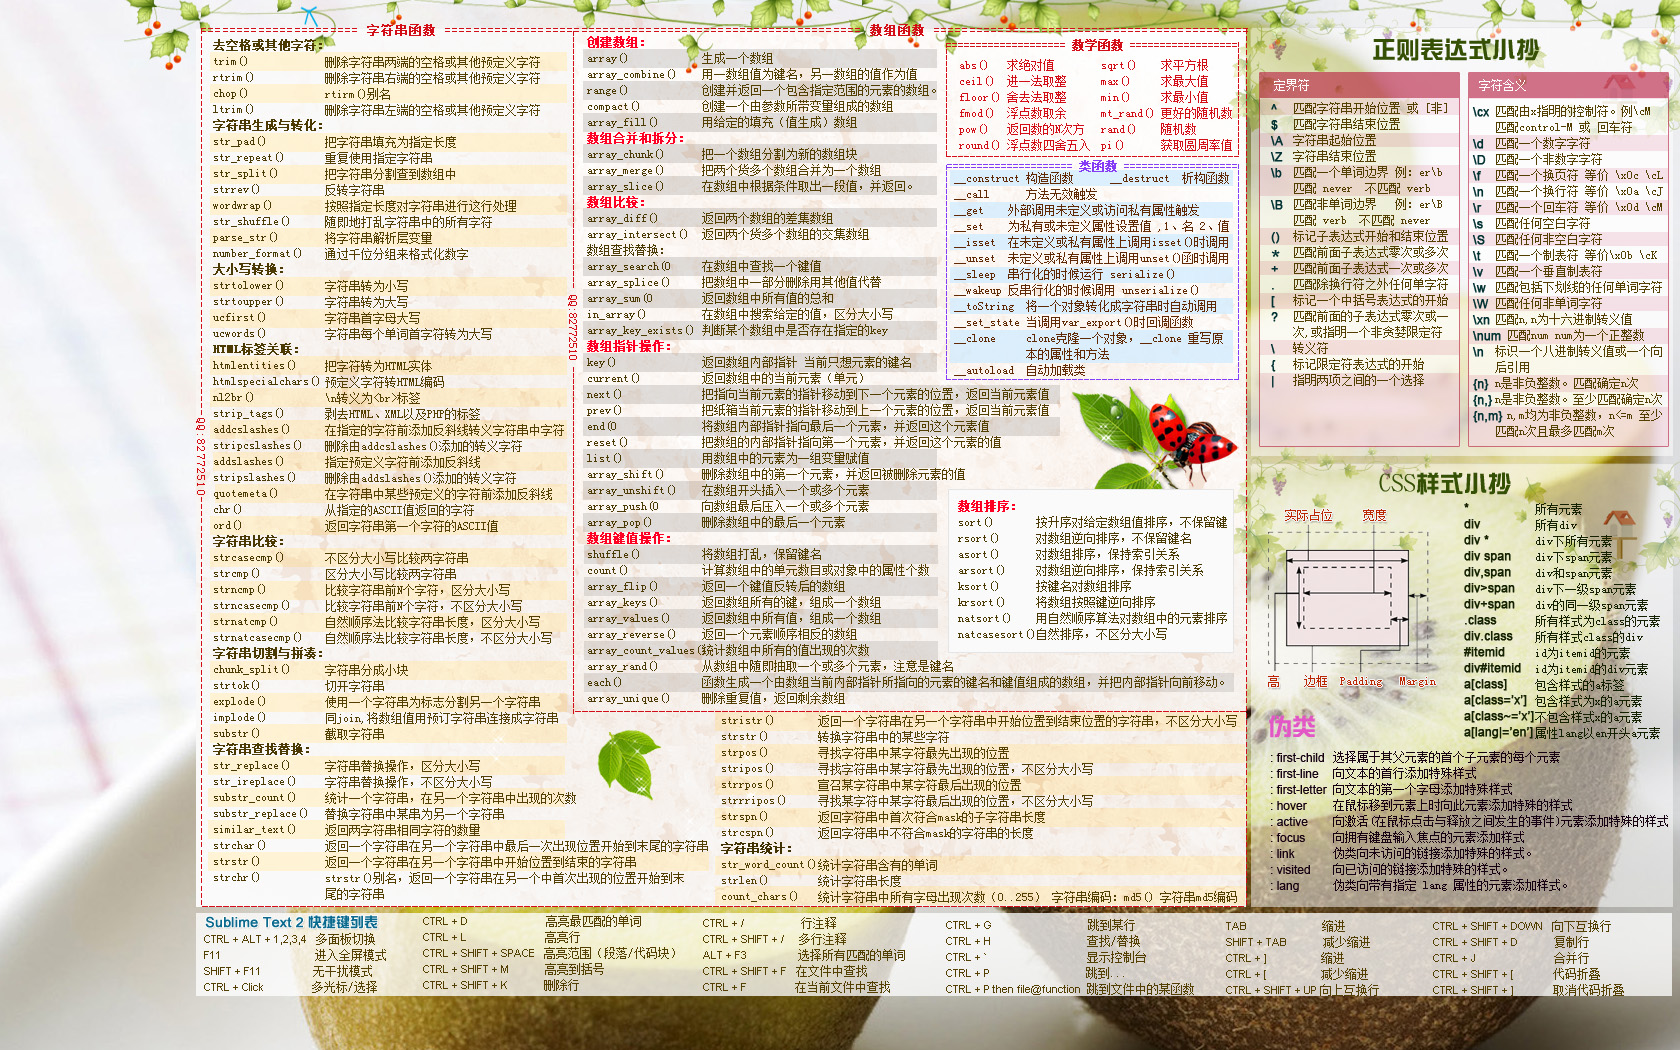 字符串函数
去空格或其他字符:
trim() 删除字符串两端的空格或其他预定义字符
rtrim() 删除字符串右端的空格或其他预定义字符
chop() rtirm()别名
ltrim() 删除字符串左端的空格或其他预定义字符
字符串生成与转化:
str_pad() 把字符串填充为指定长度
str_repeat() 重复使用指定字符串
str_split() 把字符串分割查到数组中
strrev() 反转字符串
wordwrap() 按照指定长度对字符串进行这行处理
str_shuffle() 随即地打乱字符串中的所有字符
parse_str() 将字符串解析层变量
number_format() 通过千位分组来格式化数字
大小写转换:
strtolower() 字符串转为小写
strtoupper() 字符串转为大写
ucfirst() 字符串首字母大写
ucwords() 字符串每个单词首字符转为大写
HTML标签关联:
htmlentities() 把字符转为HTML实体
htmlspecialchars() 预定义字符转HTML编码
nl2br() \n转义为<br>标签
strip_tags() 剥去HTML、XML以及PHP的标签
addcslashes() 在指定的字符前添加反斜线转义字符串中字符
stripcslashes() 删除由addcslashes()添加的转义字符
addslashes() 指定预定义字符前添加反斜线
stripslashes() 删除由addslashes()添加的转义字符
quotemeta() 在字符串中某些预定义的字符前添加反斜线
chr() 从指定的ASCII值返回的字符
ord() 返回字符串第一个字符的ASCII值
字符串比较:
strcasecmp() 不区分大小写比较两字符串
strcmp() 区分大小写比较两字符串
strncmp() 比较字符串前N个字符，区分大小写
strncasecmp() 比较字符串前N个字符，不区分大小写
strnatcmp() 自然顺序法比较字符串长度，区分大小写
strnatcasecmp() 自然顺序法比较字符串长度，不区分大小写
字符串切割与拼凑:
chunk_split() 字符串分成小块
strtok() 切开字符串
explode() 使用一个字符串为标志分割另一个字符串
implode() 同join,将数组值用预订字符串连接成字符串
substr() 截取字符串
字符串查找替换:
str_replace() 字符串替换操作，区分大小写
str_ireplace() 字符串替换操作，不区分大小写
substr_count() 统计一个字符串，在另一个字符串中出现的次数
substr_replace() 替换字符串中某串为另一个字符串
similar_text() 返回两字符串相同字符的数量
strchar() 返回一个字符串在另一个字符串中最后一次出现位置开始到末尾的字符串
strstr() 返回一个字符串在另一个字符串中开始位置到结束的字符串
strchr() strstr()别名，返回一个字符串在另一个中首次出现的位置开始到末
尾的字符串
QQ:82772510
QQ:82772510
数组函数
创建数组:
array() 生成一个数组
array_combine() 用一数组值为键名，另一数组的值作为值
range() 创建并返回一个包含指定范围的元素的数组。
compact() 创建一个由参数所带变量组成的数组
array_fill() 用给定的填充（值生成）数组
数组合并和拆分:
array_chunk() 把一个数组分割为新的数组块
array_merge() 把两个或多个数组合并为一个数组
array_slice() 在数组中根据条件取出一段值，并返回。
数组比较:
array_diff() 返回两个数组的差集数组
array_intersect() 返回两个或多个数组的交集数组
数组查找替换:
array_search() 在数组中查找一个键值
array_splice() 把数组中一部分删除用其他值代替
array_sum() 返回数组中所有值的总和
in_array() 在数组中搜索给定的值，区分大小写
array_key_exists() 判断某个数组中是否存在指定的key
数组指针操作:
key() 返回数组内部指针 当前只想元素的键名
current() 返回数组中的当前元素（单元）
next() 把指向当前元素的指针移动到下一个元素的位置，返回当前元素值
prev() 把纸箱当前元素的指针移动到上一个元素的位置，返回当前元素值
end() 将数组内部指针指向最后一个元素，并返回这个元素值
reset() 把数组的内部指针指向第一个元素，并返回这个元素的值
list() 用数组中的元素为一组变量赋值
array_shift() 删除数组中的第一个元素，并返回被删除元素的值
array_unshift() 在数组开头插入一个或多个元素
array_push() 向数组最后压入一个或多个元素
array_pop() 删除数组中的最后一个元素
数组键值操作:
shuffle() 将数组打乱，保留键名
count() 计算数组中的单元数目或对象中的属性个数
array_flip() 返回一个键值反转后的数组
array_keys() 返回数组所有的键，组成一个数组
array_values() 返回数组中所有值，组成一个数组
array_reverse() 返回一个元素顺序相反的数组
array_count_values() 统计数组中所有的值出现的次数
array_rand() 从数组中随即抽取一个或多个元素，注意是键名
each() 函数生成一个由数组当前内部指针所指向的元素的键名和键值组成的数组，并把内部指针向前移动。
array_unique() 删除重复值，返回剩余数组
数学函数
abs() 求绝对值 sqrt() 求平方根
ceil() 进一法取整 max() 求最大值
floor() 舍去法取整 min() 求最小值
fmod() 浮点数取余 mt_rand() 更好的随机数
pow() 返回数的N次方 rand() 随机数
round() 浮点数四舍五入 pi() 获取圆周率值
类函数
__construct 构造函数 __destruct 析构函数
__call 方法无效触发
__get 外部调用未定义或访问私有属性触发
__set 为私有或未定义属性设置值 ,1、名 2、值
__isset 在未定义或私有属性上调用isset()时调用
__unset 未定义或私有属性上调用unset()函时调用
__sleep 串行化的时候运行 serialize()
__wakeup 反串行化的时候调用 unserialize()
__toString 将一个对象转化成字符串时自动调用
__set_state 当调用var_export()时回调函数
__clone clone克隆一个对象，__clone 重写原
本的属性和方法
__autoload 自动加载类
数组排序:
sort() 按升序对给定数组值排序，不保留键
rsort() 对数组逆向排序，不保留键名
asort() 对数组排序，保持索引关系
arsort() 对数组逆向排序，保持索引关系
ksort() 按键名对数组排序
krsort() 将数组按照键逆向排序
natsort() 用自然顺序算法对数组中的元素排序
natcasesort() 自然排序，不区分大小写
stristr() 返回一个字符串在另一个字符串中开始位置到结束位置的字符串，不区分大小写
strstr() 转换字符串中的某些字符
strpos() 寻找字符串中某字符最先出现的位置
stripos() 寻找字符串中某字符最先出现的位置，不区分大小写
strrpos() 宣召某字符串中某字符最后出现的位置
strrripos() 寻找某字符中某字符最后出现的位置，不区分大小写
strspn() 返回字符串中首次符合mask的子字符串长度
strcspn() 返回字符串中不符合mask的字符串的长度
字符串统计:
str_word_count() 统计字符串含有的单词
strlen() 统计字符串长度
count_chars() 统计字符串中所有字母出现次数（0..255） 字符串编码: md5() 字符串md5编码
正则表达式小抄
定界符
^ 匹配字符串开始位置 或 [非]
$ 匹配字符串结束位置
\A 字符串起始位置
\Z 字符串结束位置
\b 匹配一个单词边界 例: er\b
匹配 never 不匹配 verb
\B 匹配非单词边界 例: er\B
匹配 verb 不匹配 never
() 标记子表达式开始和结束位置
* 匹配前面子表达式零次或多次
+ 匹配前面子表达式一次或多次
. 匹配除换行符之外任何单字符
[ 标记一个中括号表达式的开始
? 匹配前面的子表达式零次或一
次,或指明一个非贪婪限定符
\ 转义符
{ 标记限定符表达式的开始
| 指明两项之间的一个选择
字符含义
\cx 匹配由x指明的控制符。例\cM
匹配control-M 或 回车符
\d 匹配一个数字字符
\D 匹配一个非数字字符
\f 匹配一个换页符 等价 \x0c \cL
\n 匹配一个换行符 等价 \x0a \cJ
\r 匹配一个回车符 等价 \x0d \cM
\s 匹配任何空白字符
\S 匹配任何非空白字符
\t 匹配一个制表符 等价\x0b \cK
\v 匹配一个垂直制表符
\w 匹配包括下划线的任何单词字符
\W 匹配任何非单词字符
\xn 匹配n,n为十六进制转义值
\num 匹配num num为一个正整数
\n 标识一个八进制转义值或一个向
后引用
{n} n是非负整数。匹配确定n次
{n,} n是非负整数。至少匹配确定n次
{n,m} n,m均为非负整数, n<=m 至少
匹配n次且最多匹配m次
CSS样式小抄
实际占位 宽度
高 边框 Padding Margin
* 所有元素
div 所有div
div * div下所有元素
div span div下span元素
div,span div和span元素
div>span div下一级span元素
div+span div的同一级span元素
.class 所有样式为class的元素
div.class 所有样式class的div
#itemid id为itemid的元素
div#itemid id为itemid的div元素
a[class] 包含样式的a标签
a[class='x'] 包含样式为x的a元素
a[class~='x'] 不包含样式x的a元素
a[lang|='en'] 属性lang以en开头a元素
伪类
: first-child 选择属于其父元素的首个子元素的每个元素
: first-line 向文本的首行添加特殊样式
: first-letter 向文本的第一个字母添加特殊样式
: hover 在鼠标移到元素上时向此元素添加特殊的样式
: active 向激活(在鼠标点击与释放之间发生的事件)元素添加特殊的样式
: focus 向拥有键盘输入焦点的元素添加样式
: link 伪类向未访问的链接添加特殊的样式。
: visited 向已访问的链接添加特殊的样式。
: lang 伪类向带有指定 lang 属性的元素添加样式。
Sublime Text 2 快捷键列表
CTRL + ALT + 1,2,3,4 多面板切换
F11 进入全屏模式
SHIFT + F11 无干扰模式
CTRL + Click 多光标/选择
CTRL + D 高亮最匹配的单词
CTRL + L 高亮行
CTRL + SHIFT + SPACE 高亮范围（段落/代码块）
CTRL + SHIFT + M 高亮到括号
CTRL + SHIFT + K 删除行
CTRL + / 行注释
CTRL + SHIFT + / 多行注释
ALT + F3 选择所有匹配的单词
CTRL + SHIFT + F 在文件中查找
CTRL + F 在当前文件中查找
CTRL + G 跳到某行
CTRL + H 查找/替换
CTRL + ` 显示控制台
CTRL + P 跳到...
CTRL + P then file@function 跳到文件中的某函数
TAB 缩进
SHIFT + TAB 减少缩进
CTRL + ] 缩进
CTRL + [ 减少缩进
CTRL + SHIFT + UP 向上互换行
CTRL + SHIFT + DOWN 向下互换行
CTRL + SHIFT + D 复制行
CTRL + J 合并行
CTRL + SHIFT + [ 代码折叠
CTRL + SHIFT + ] 取消代码折叠